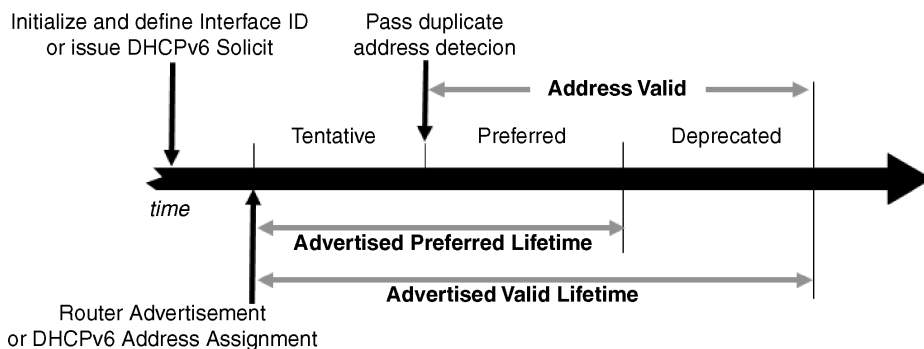 Initialize and define Interface ID
or issue DHCPv6 Solicit
Pass duplicate
address detecion
Address Valid
Tentative
Preferred
Deprecated
time
Advertised Preferred Lifetime
Advertised Valid Lifetime
Router Advertisement
or DHCPv6 Address Assignment